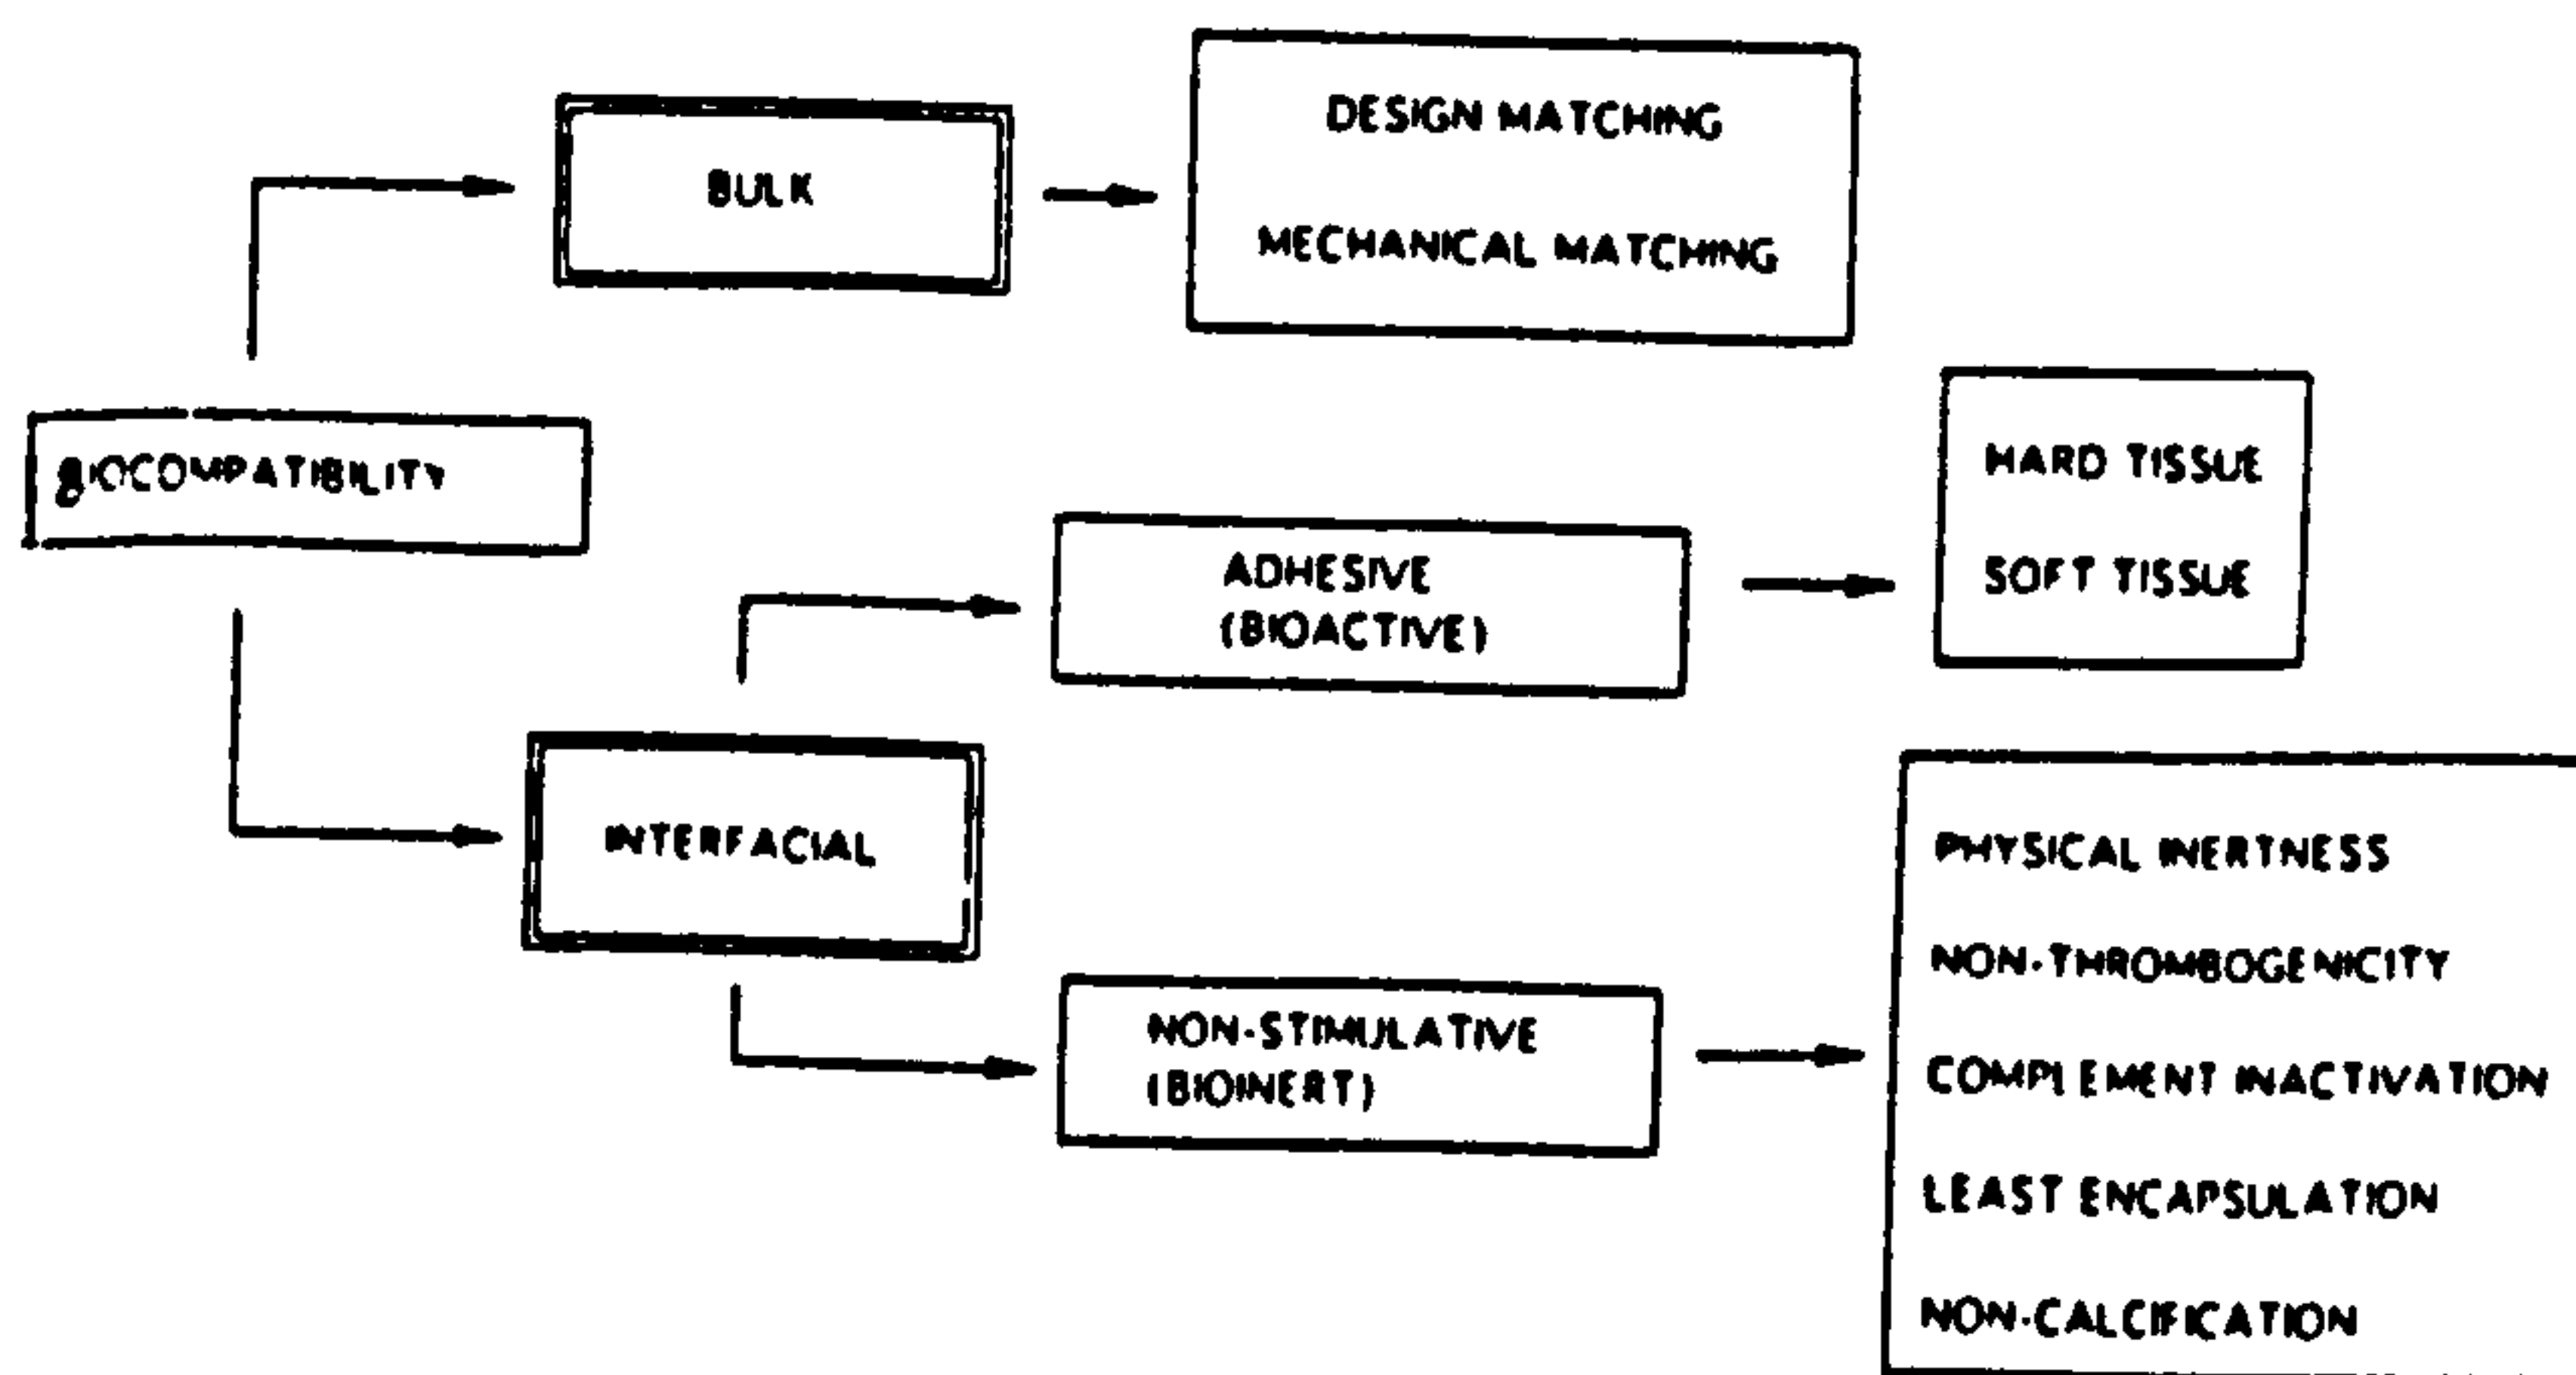 DESIGN MATCHING
BULK
MECHANICAL MATCHING
BIOCOMPATIBILITY
HARD TISSUE
SOFT TISSUE
ADHESIVE
(BIOACTIVE)
INTERFACIAL
NON-STIMULATIVE
(BIOINERT)
PHYSICAL INERTNESS
NON-THROMBOGENICITY
COMPLEMENT INACTIVATION
LEAST ENCAPSULATION
NON-CALCIFICATION